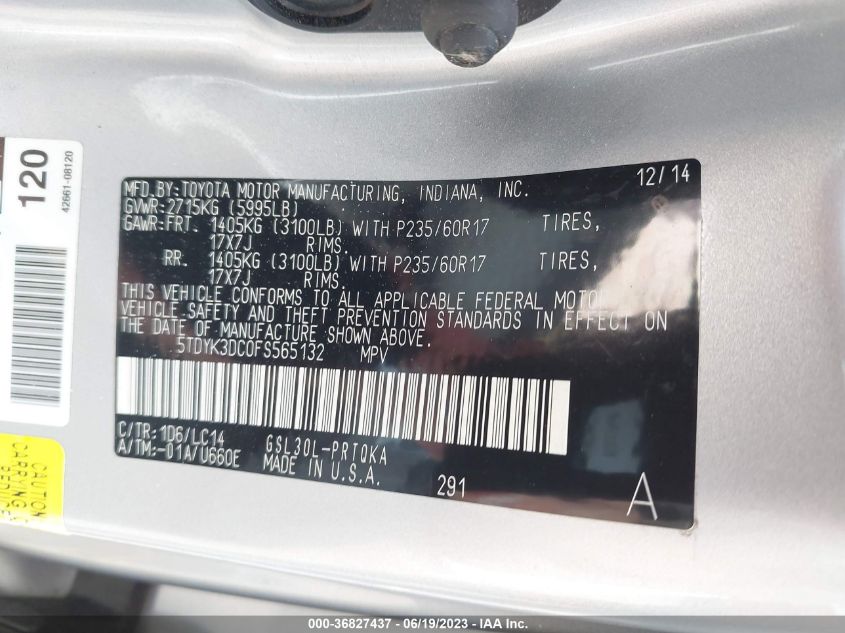 120
42661-08120
MFD.BY:TOYOTA MOTOR MANUFACTURING, INDIANA, INC. 12/14
GVWR:2715KG (5995LB)
GAWR:FRT. 1405KG (3100LB) WITH P235/60R17 TIRES,
17X7J RIMS.
RR. 1405KG (3100LB) WITH P235/60R17 TIRES,
17X7J RIMS.
THIS VEHICLE CONFORMS TO ALL APPLICABLE FEDERAL MOTOR
VEHICLE SAFETY AND THEFT PREVENTION STANDARDS IN EFFECT ON
THE DATE OF MANUFACTURE SHOWN ABOVE.
5TDYK3DC0FS565132 MPV
C/TR:1D6/LC14 GSL30L-PRTQKA
A/TM:-01A/U660E MADE IN U.S.A.
291 A
CAUTION
CARRYING
000-36827437 - 06/19/2023 - IAA Inc.